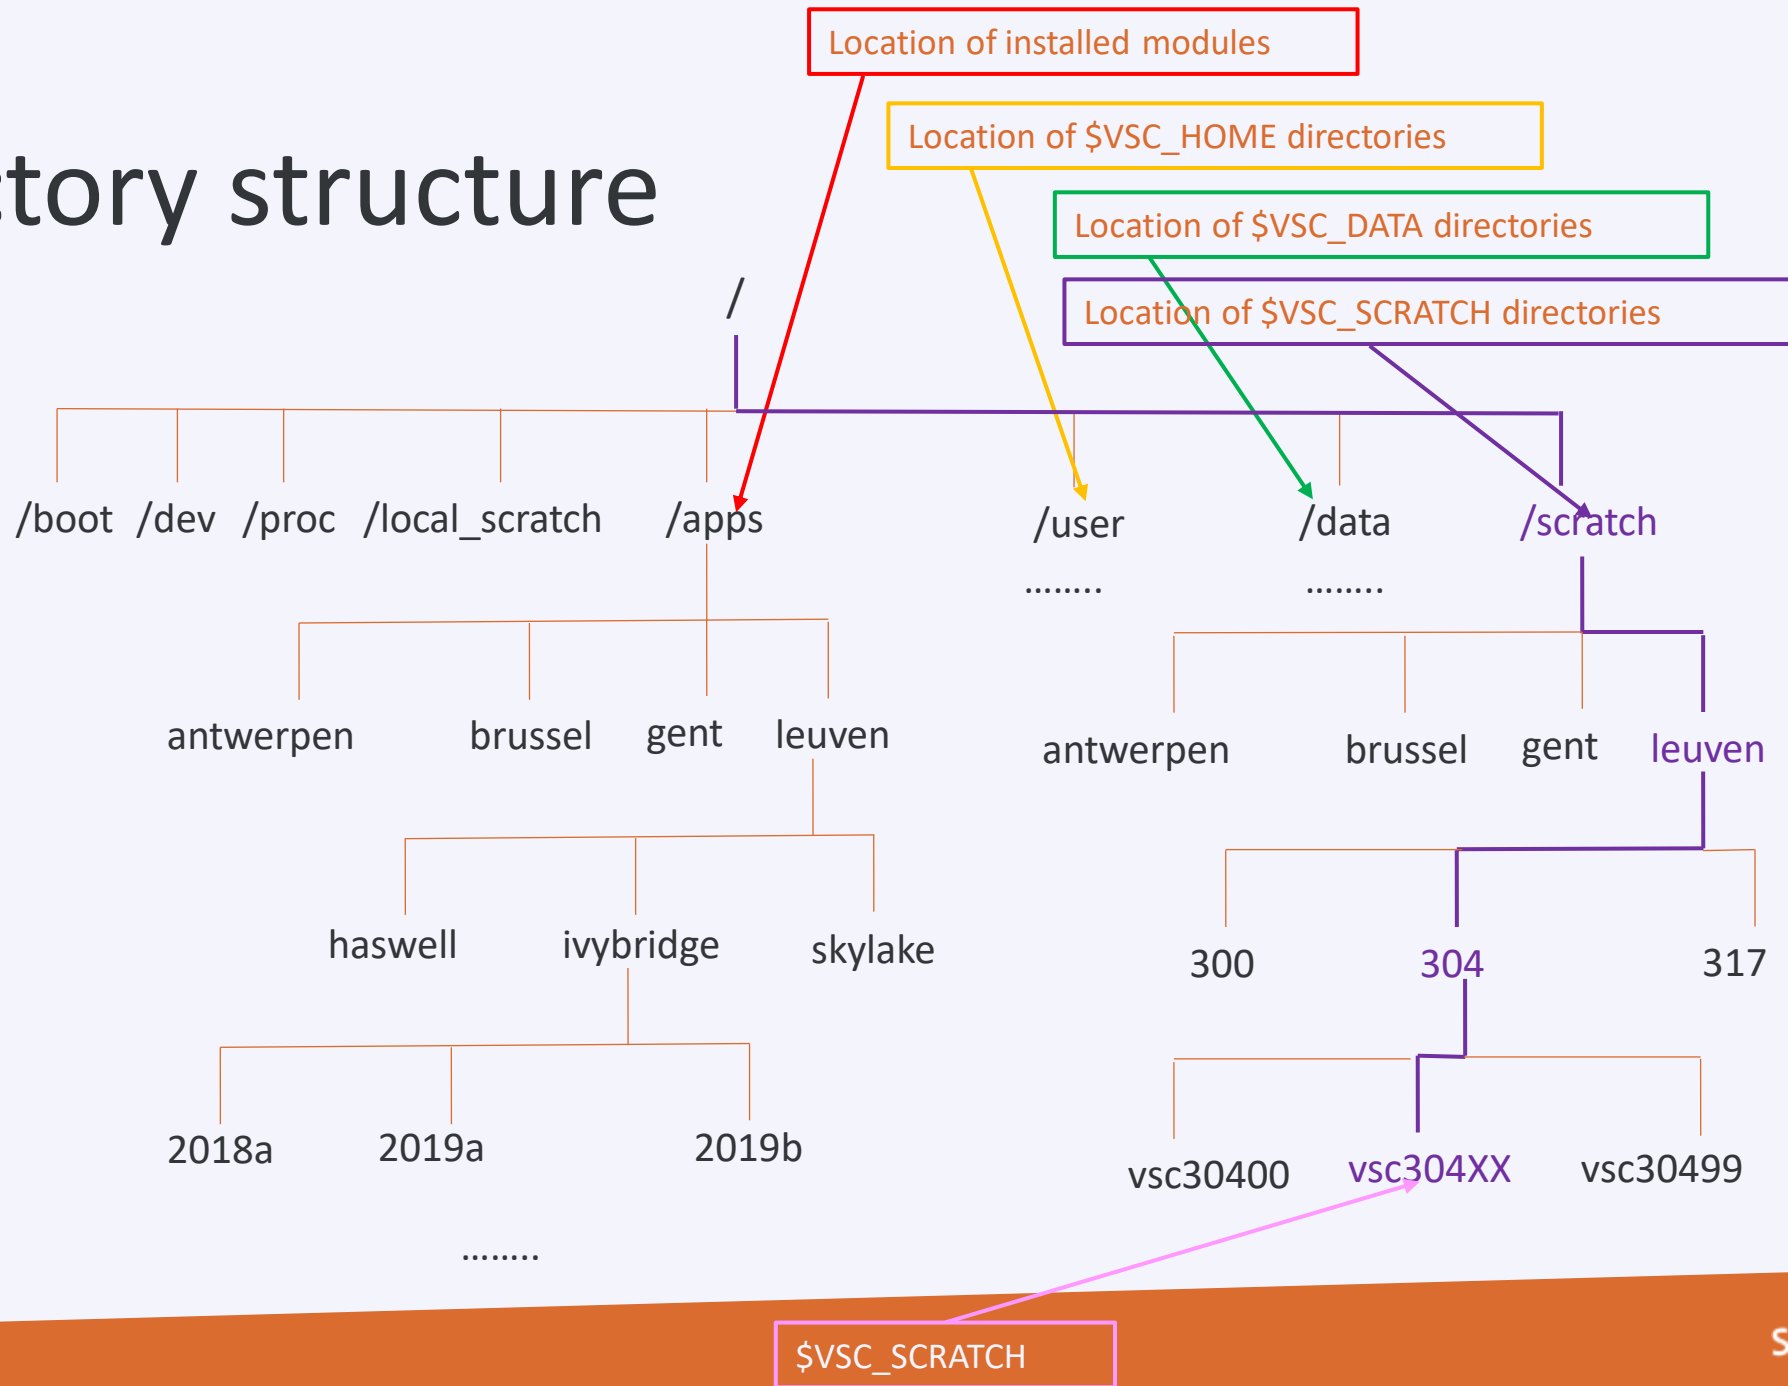 Location of installed modules
Location of $VSC_HOME directories
ctory structure
Location of $VSC_DATA directories
/
Location of $VSC_SCRATCH directories
/boot /dev /proc /local_scratch /apps /user /data /scratch
…….. ……..
antwerpen brussel gent leuven antwerpen brussel gent leuven
haswell ivybridge skylake 300 304 317
2018a 2019a 2019b vsc30400 vsc304XX vsc30499
……..
$VSC_SCRATCH
S